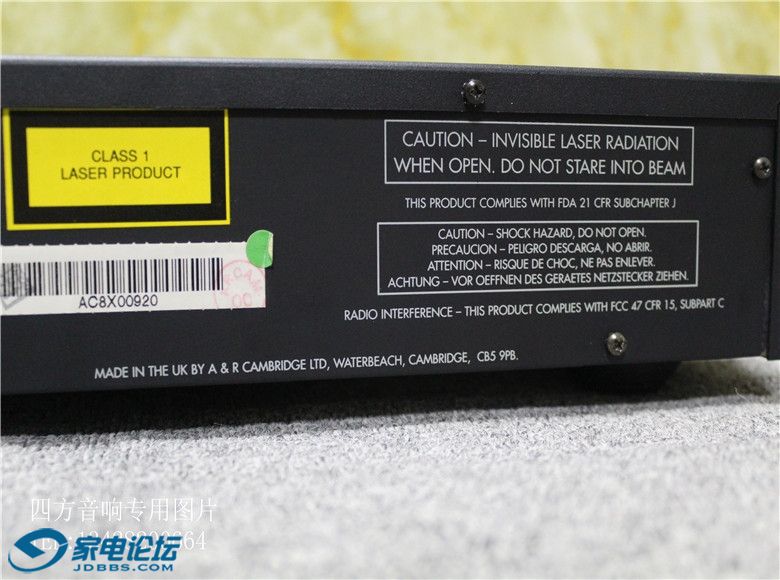 CLASS 1
LASER PRODUCT
AC8X00920
CAUTION – INVISIBLE LASER RADIATION
WHEN OPEN. DO NOT STARE INTO BEAM
THIS PRODUCT COMPLIES WITH FDA 21 CFR SUBCHAPTER J
CAUTION – SHOCK HAZARD, DO NOT OPEN.
PRECAUCION – PELIGRO DESCARGA, NO ABRIR.
ATTENTION – RISQUE DE CHOC, NE PAS ENLEVER.
ACHTUNG – VOR OEFFNEN DES GERAETES NETZSTECKER ZIEHEN.
RADIO INTERFERENCE – THIS PRODUCT COMPLIES WITH FCC 47 CFR 15, SUBPART C
MADE IN THE UK BY A & R CAMBRIDGE LTD, WATERBEACH, CAMBRIDGE, CB5 9PB.
四方音响专用图片
家电论坛
JDBBS.COM